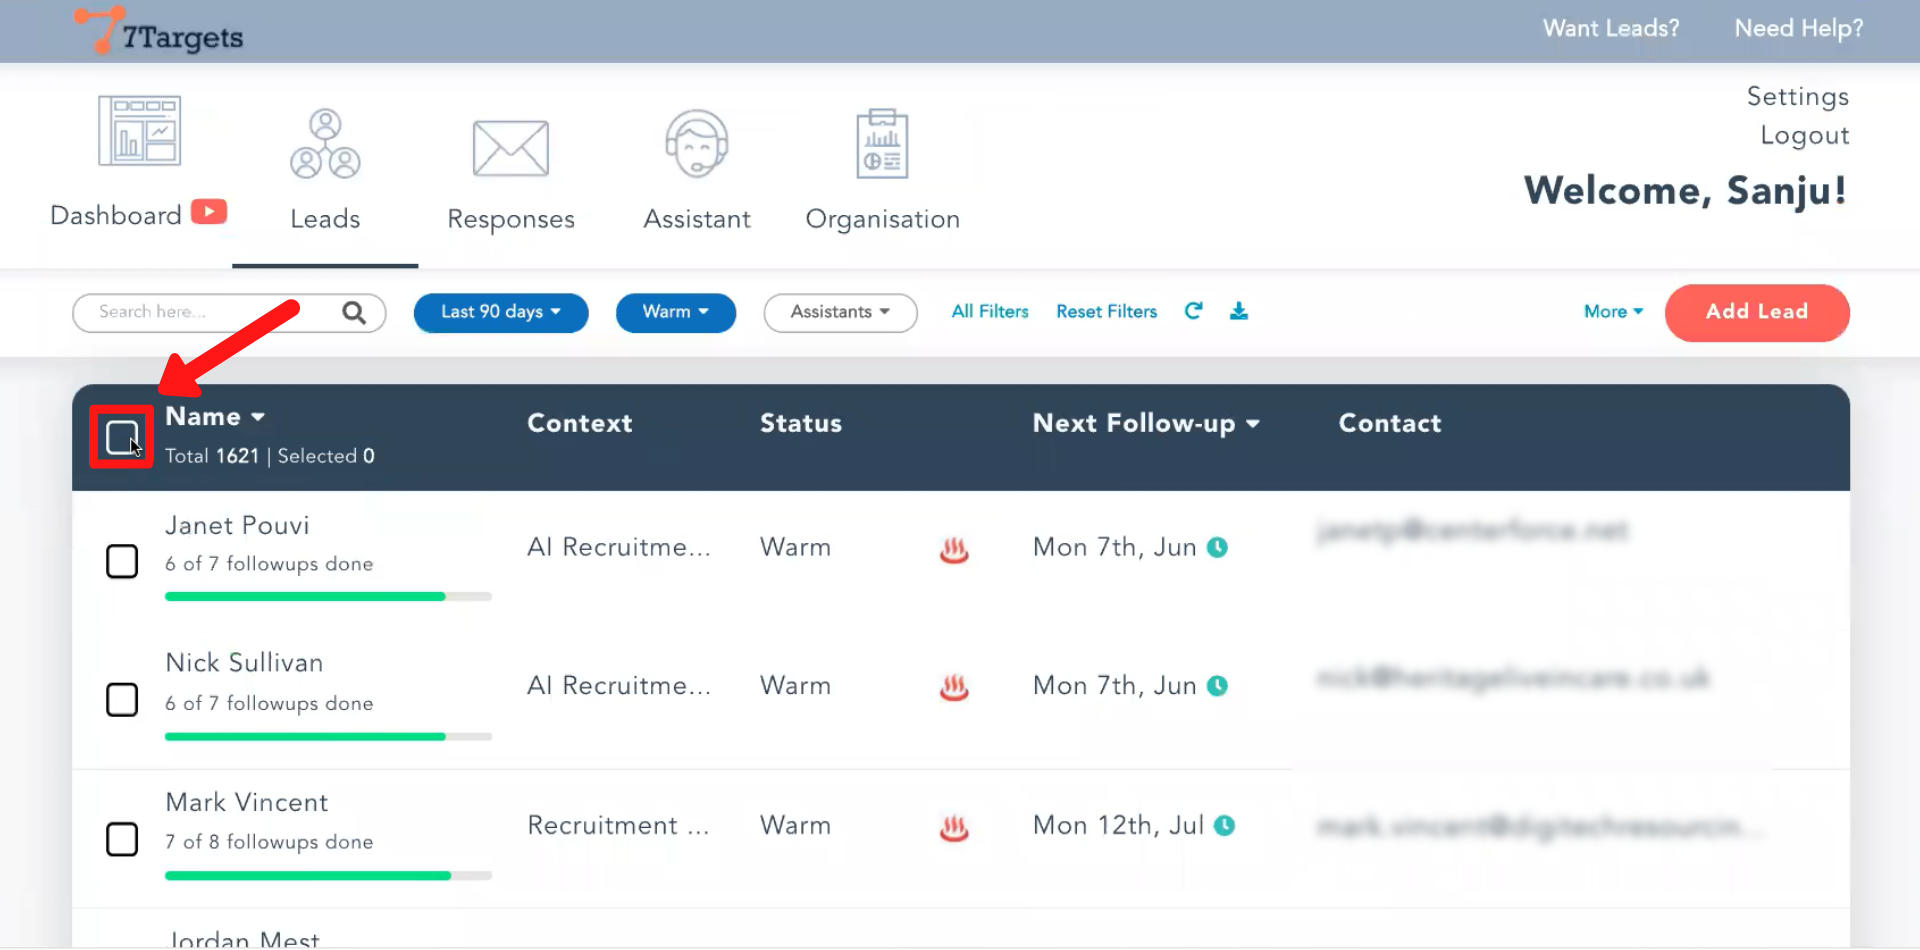 7Targets
Want Leads?
Need Help?
Settings
Logout
Welcome, Sanju!
Dashboard
Leads
Responses
Assistant
Organisation
Search here...
Last 90 days
Warm
Assistants
All Filters
Reset Filters
More
Add Lead
Name
Total 1621 | Selected 0
Context
Status
Next Follow-up
Contact
Janet Pouvi
6 of 7 followups done
AI Recruitme...
Warm
Mon 7th, Jun
Nick Sullivan
6 of 7 followups done
AI Recruitme...
Warm
Mon 7th, Jun
Mark Vincent
7 of 8 followups done
Recruitment ...
Warm
Mon 12th, Jul
Jordan Mest